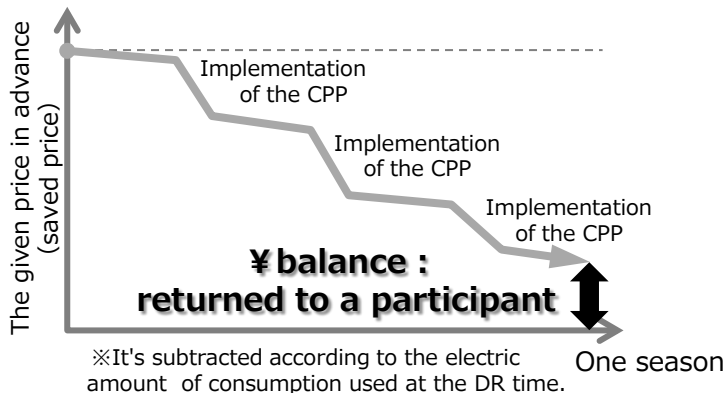 The given price in advance
(saved price)
Implementation
of the CPP
Implementation
of the CPP
Implementation
of the CPP
¥ balance :
returned to a participant
※It's subtracted according to the electric
amount of consumption used at the DR time.
One season